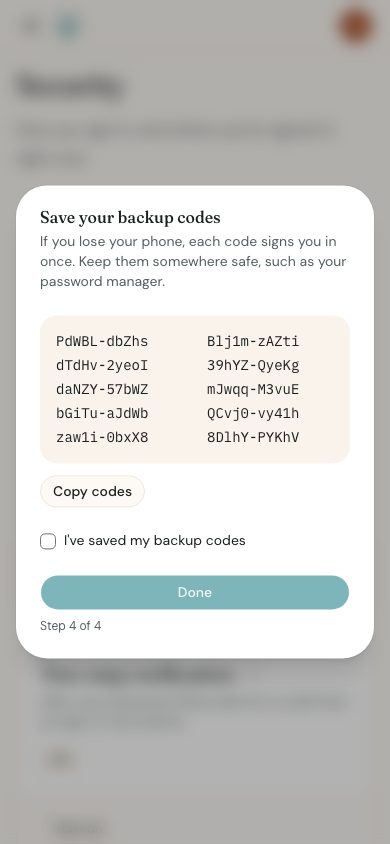 Security
Save your backup codes
If you lose your phone, each code signs you in
once. Keep them somewhere safe, such as your
password manager.
PdWBL-dbZhs Blj1m-zAZti
dTdHv-2yeoI 39hYZ-QyeKg
daNZY-57bWZ mJwqq-M3vuE
bGiTu-aJdWb QCvj0-vy41h
zaw1i-0bxX8 8DlhY-PYKhV
Copy codes
I've saved my backup codes
Done
Step 4 of 4